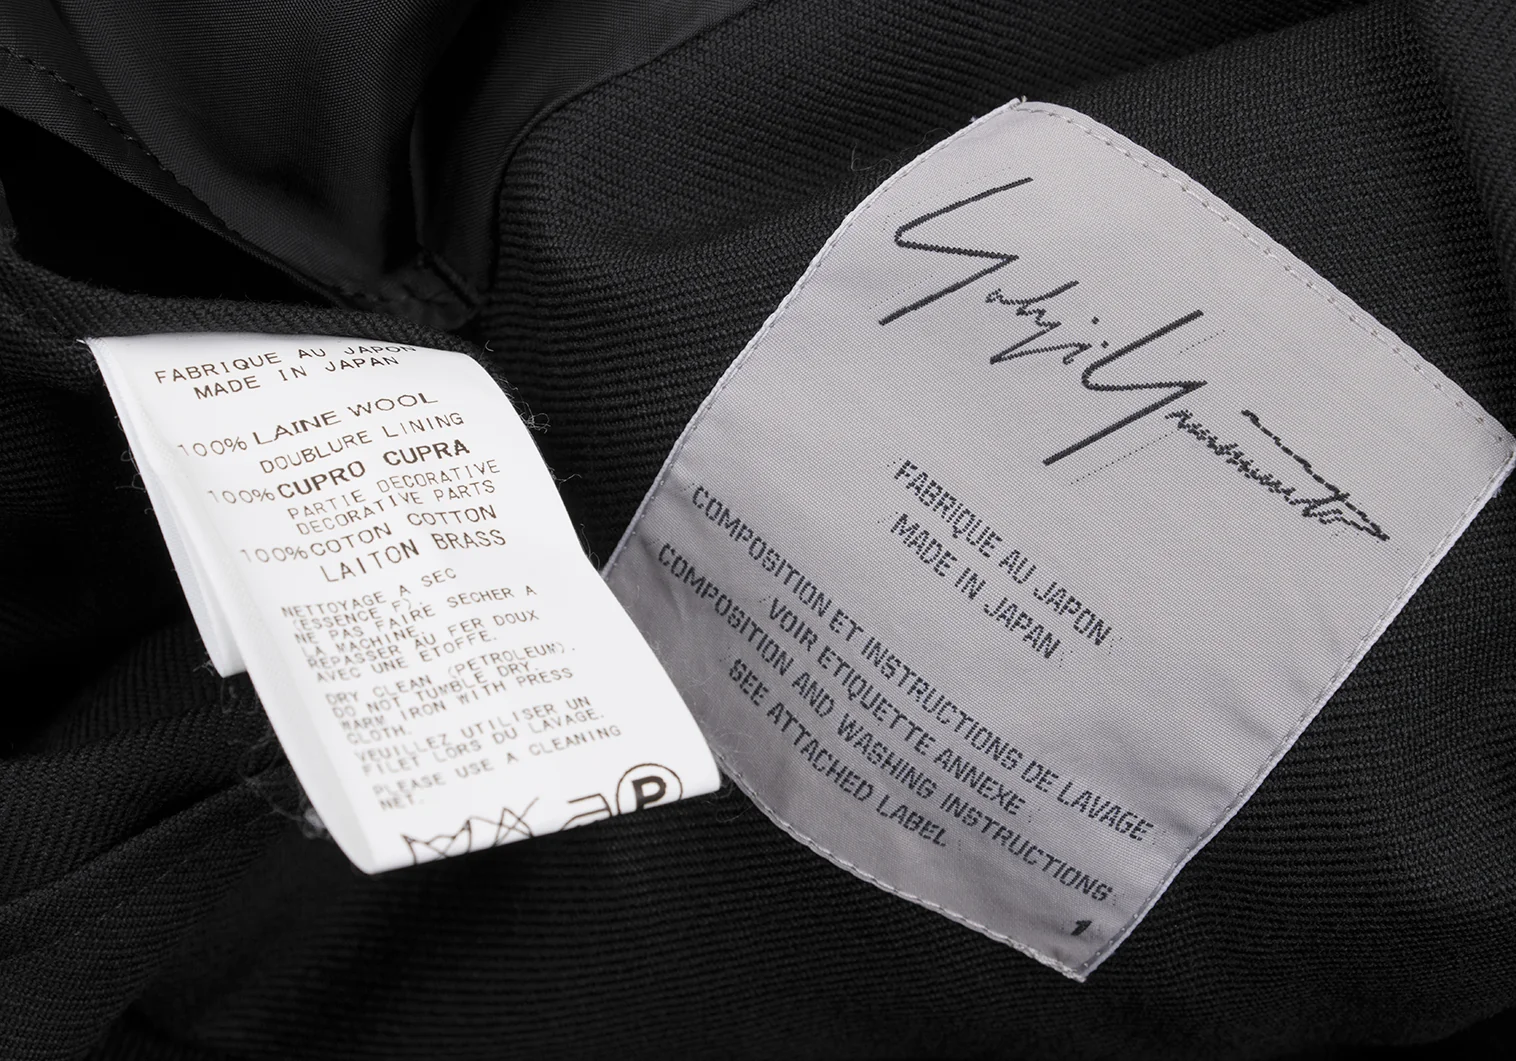 FABRIQUE AU JAPON
MADE IN JAPAN
100% LAINE WOOL
DOUBLURE LINING
100% CUPRO CUPRA
PARTIE DECORATIVE
DECORATIVE PARTS
100% COTON COTTON
LAITON BRASS
NETTOYAGE A SEC
(ESSENCE F).
NE PAS FAIRE SECHER A
LA MACHINE.
REPASSER AU FER DOUX
AVEC UNE ETOFFE.
DRY CLEAN (PETROLEUM).
DO NOT TUMBLE DRY.
WARM IRON WITH PRESS
CLOTH.
VEUILLEZ UTILISER UN
FILET LORS DU LAVAGE.
PLEASE USE A CLEANING
NET.
P
Yohji Yamamoto
FABRIQUE AU JAPON
MADE IN JAPAN
COMPOSITION ET INSTRUCTIONS DE LAVAGE
VOIR ETIQUETTE ANNEXE
COMPOSITION AND WASHING INSTRUCTIONS
SEE ATTACHED LABEL
1